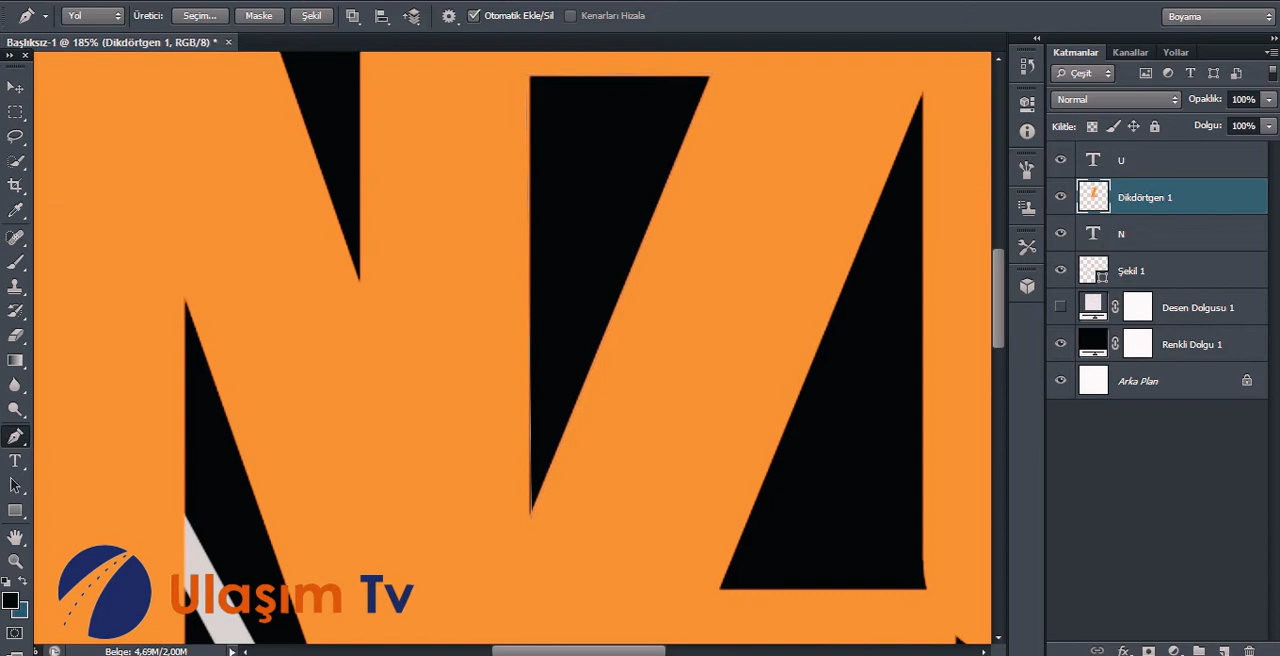 Yol Üretici: Seçim... Maske Şekil Otomatik Ekle/Sil Kenarları Hizala Boyama
Başlıksız-1 @ 185% (Dikdörtgen 1, RGB/8) *
Katmanlar Kanallar Yollar
Çeşit
Normal Opaklık: 100%
Kilitle: Dolgu: 100%
U
Dikdörtgen 1
N
Şekil 1
Desen Dolgusu 1
Renkli Dolgu 1
Arka Plan
Ulaşım Tv
Belge: 4,69M/2,00M